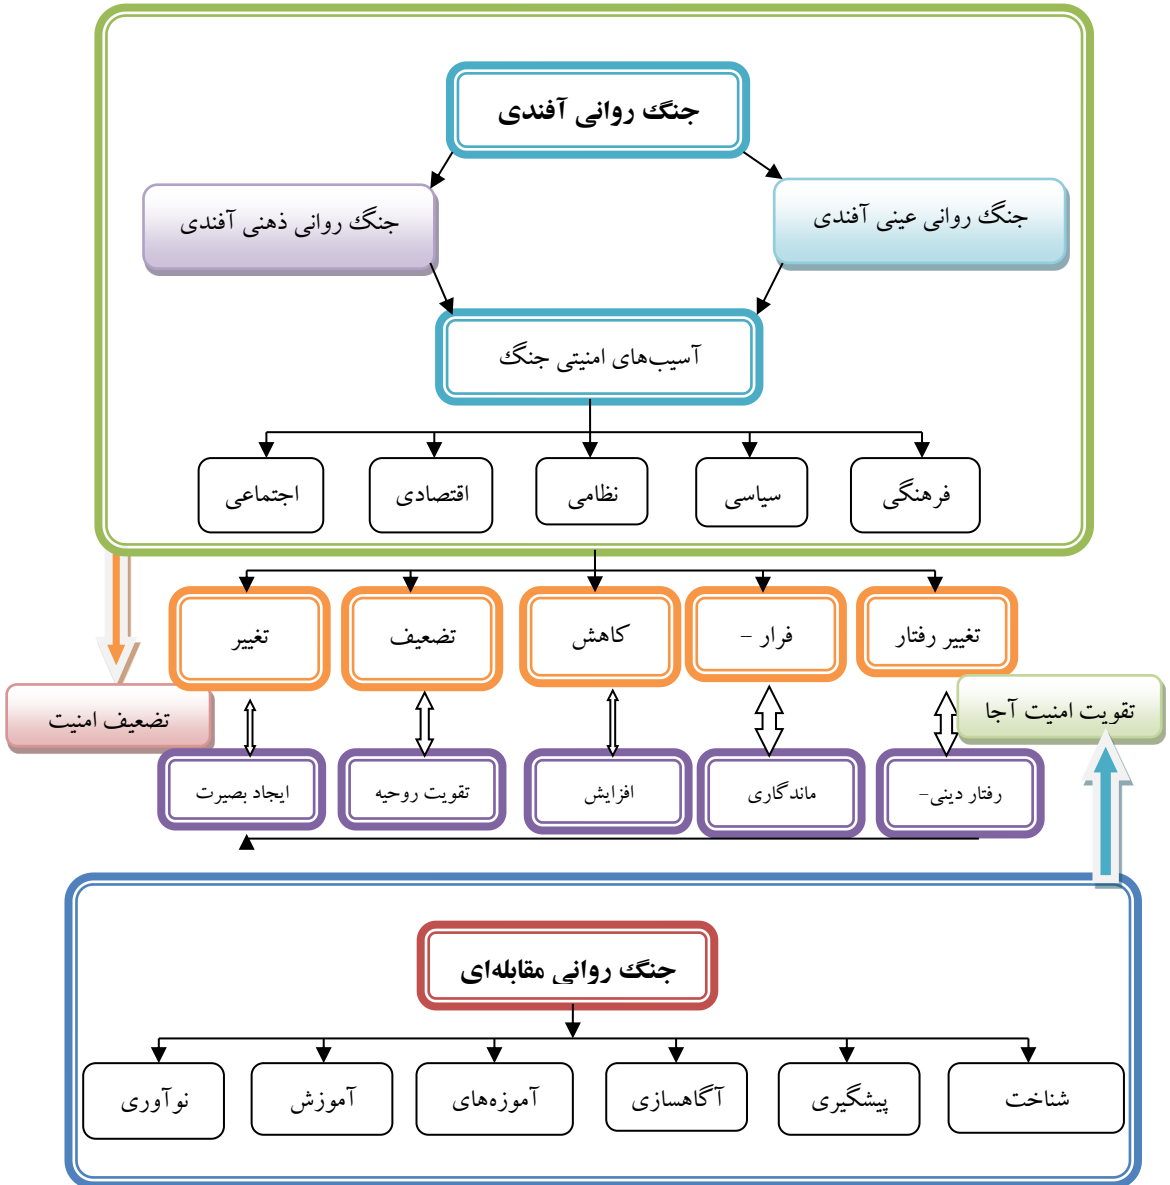 جنگ روانی آفندی
جنگ روانی عینی آفندی
جنگ روانی ذهنی آفندی
آسیب‌های امنیتی جنگ
فرهنگی
سیاسی
نظامی
اقتصادی
اجتماعی
تغییر رفتار
فرار –
کاهش
تضعیف
تغییر
تقویت امنیت آجا
تضعیف امنیت
رفتار دینی–
ماندگاری
افزایش
تقویت روحیه
ایجاد بصیرت
جنگ روانی مقابله‌ای
شناخت
پیشگیری
آگاهسازی
آموزه‌های
آموزش
نوآوری